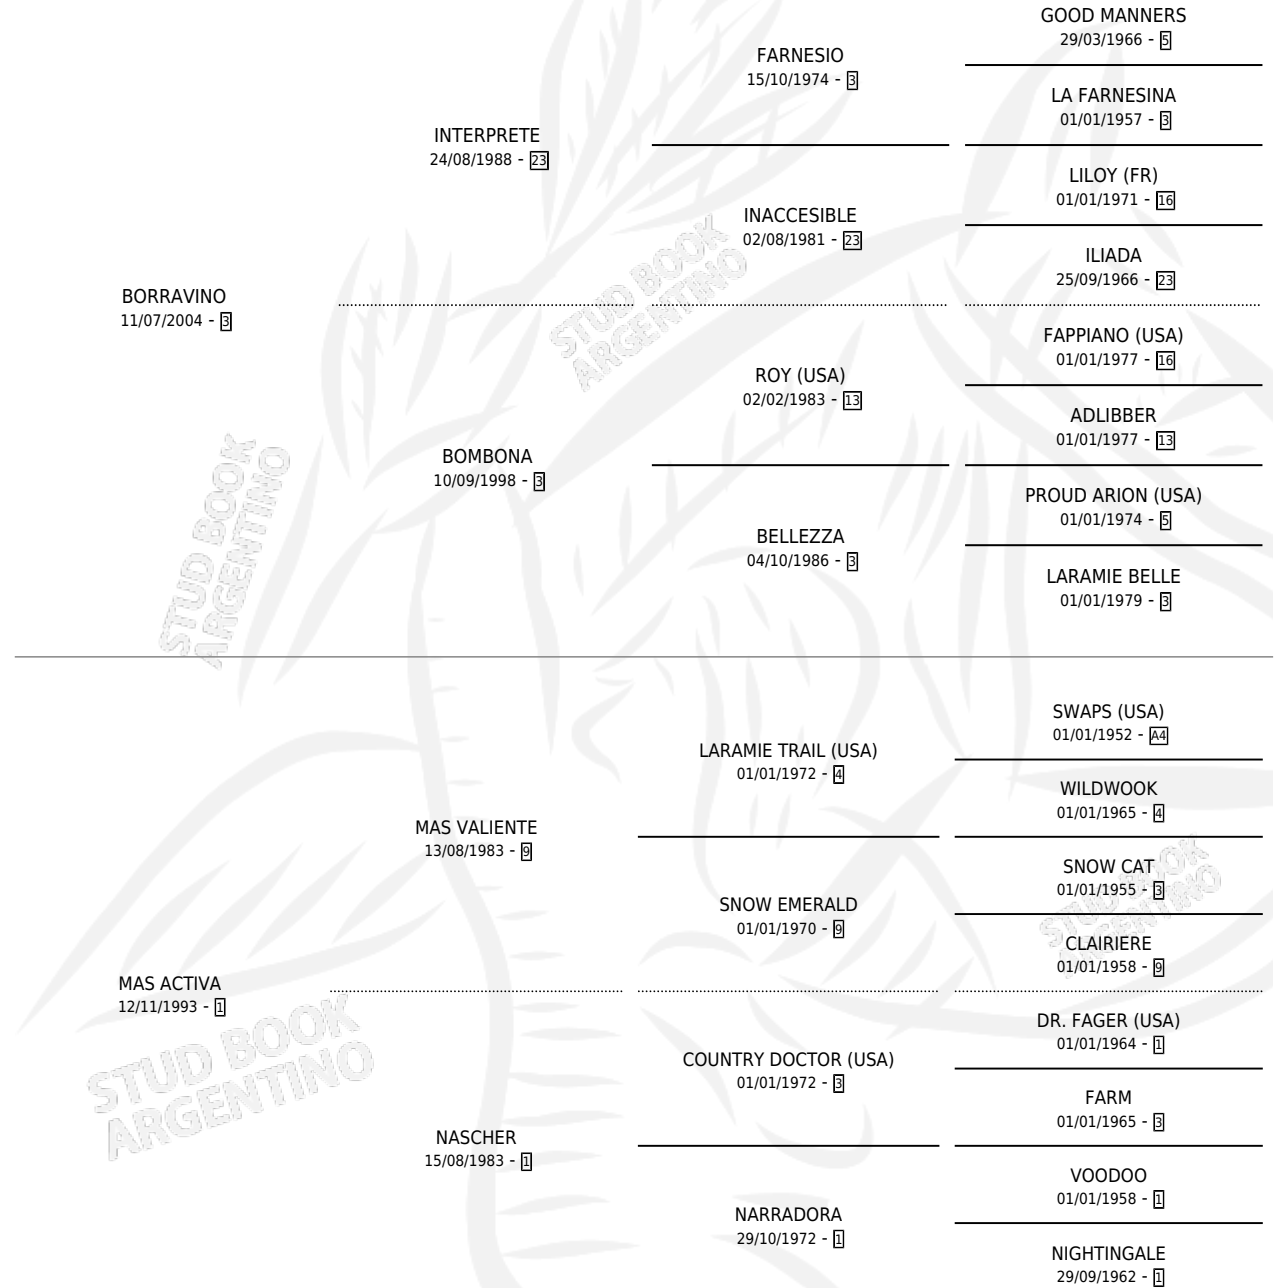 GOOD MANNERS
29/03/1966 - 5
FARNESIO
15/10/1974 - 3
LA FARNESINA
01/01/1957 - 3
INTERPRETE
24/08/1988 - 23
LILOY (FR)
01/01/1971 - 16
INACCESIBLE
02/08/1981 - 23
ILIADA
25/09/1966 - 23
BORRAVINO
11/07/2004 - 3
FAPPIANO (USA)
01/01/1977 - 16
ROY (USA)
02/02/1983 - 13
ADLIBBER
01/01/1977 - 13
BOMBONA
10/09/1998 - 3
PROUD ARION (USA)
01/01/1974 - 5
BELLEZZA
04/10/1986 - 3
LARAMIE BELLE
01/01/1979 - 3
STUD BOOK
ARGENTINO
STUD BOOK
ARGENTINO
SWAPS (USA)
01/01/1952 - A4
LARAMIE TRAIL (USA)
01/01/1972 - 4
WILDWOOK
01/01/1965 - 4
MAS VALIENTE
13/08/1983 - 9
SNOW CAT
01/01/1955 - 3
SNOW EMERALD
01/01/1970 - 9
CLAIRIERE
01/01/1958 - 9
MAS ACTIVA
12/11/1993 - 1
DR. FAGER (USA)
01/01/1964 - 1
COUNTRY DOCTOR (USA)
01/01/1972 - 3
FARM
01/01/1965 - 3
NASCHER
15/08/1983 - 1
VOODOO
01/01/1958 - 1
NARRADORA
29/10/1972 - 1
NIGHTINGALE
29/09/1962 - 1
STUD BOOK
ARGENTINO
STUD BOOK
ARGENTINO